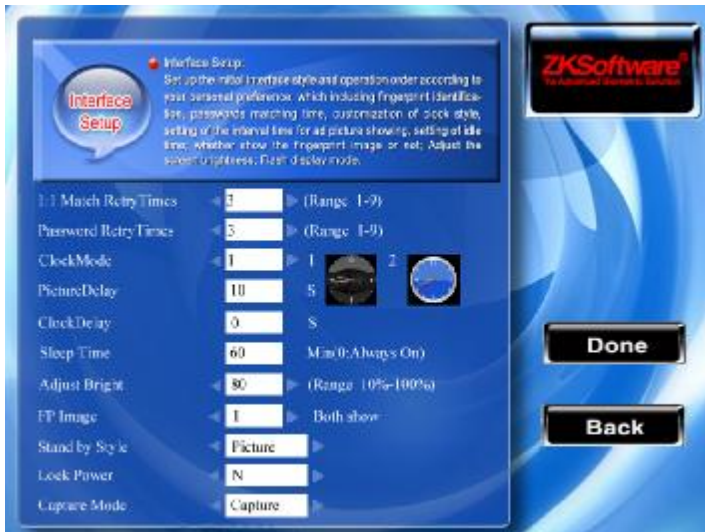 Interface Setup:
Set up the initial interface style and operation order according to
your personal preference, which including fingerprint identifica-
tion, passwords matching time, customization of clock style,
setting of the interval time for ad picture showing, setting of idle
time, whether show the fingerprint image or not; Adjust the
screen brightness; Flash display mode.
Interface
Setup
ZKSoftware
1:1 Match RetryTimes 3 (Range 1-9)
Password RetryTimes 3 (Range 1-9)
ClockMode 1 1 2
PictureDelay 10 S
ClockDelay 0 S
Sleep Time 60 Min(0:Always On)
Adjust Bright 80 (Range 10%-100%)
FP Image 1 Both show
Stand by Style Picture
Lock Power N
Capture Mode Capture
Done
Back